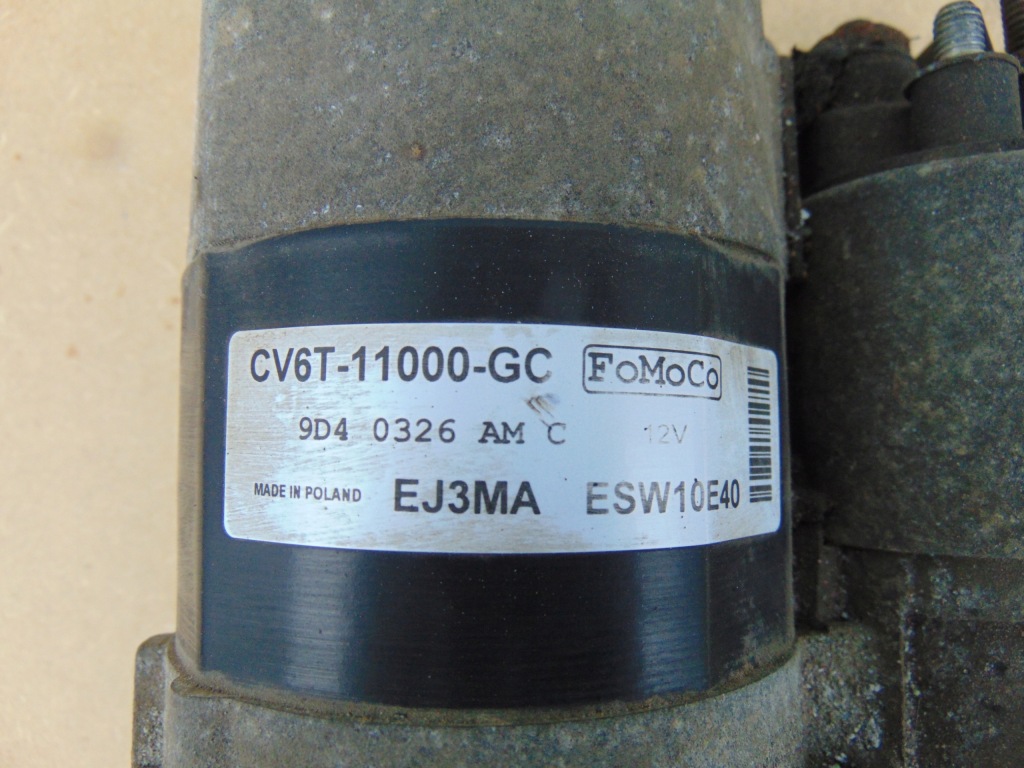 CV6T-11000-GC FoMoCo
9D4 0326 AM C 12V
MADE IN POLAND EJ3MA ESW10E40